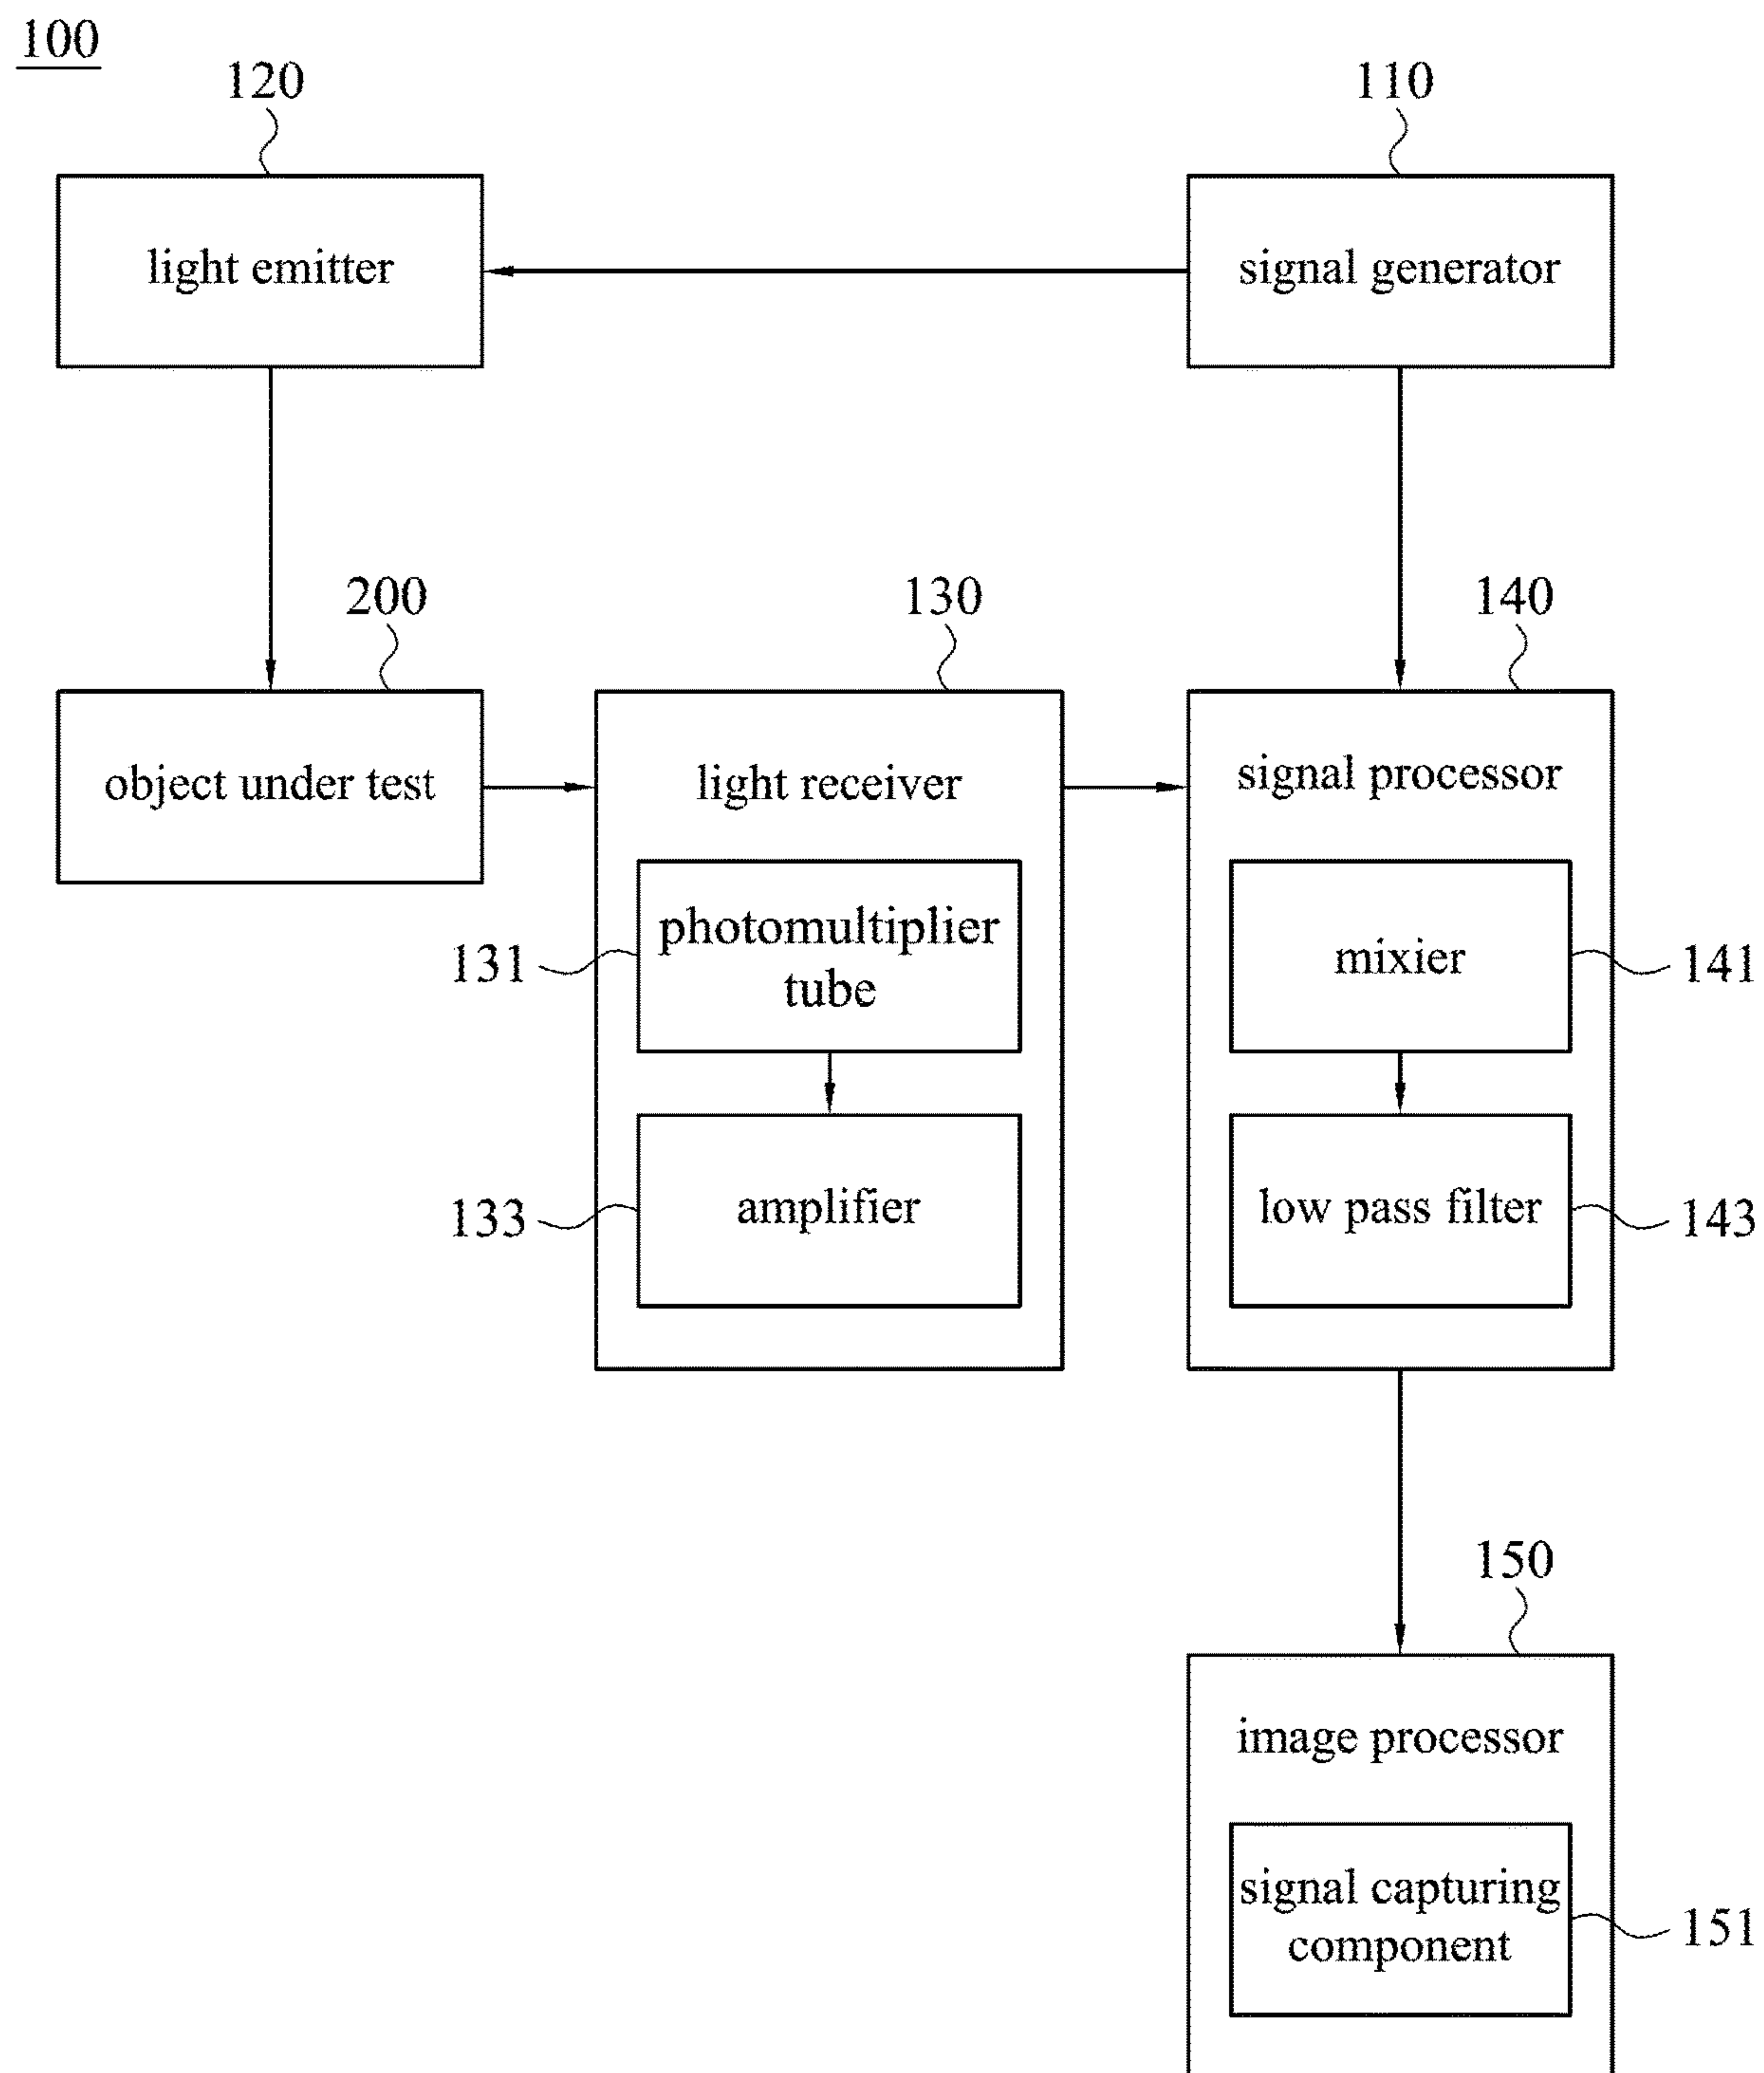 100
120
110
light emitter
signal generator
200
130
140
object under test
light receiver
signal processor
photomultiplier
tube
131
mixier
141
133
amplifier
low pass filter
143
150
image processor
signal capturing
component
151